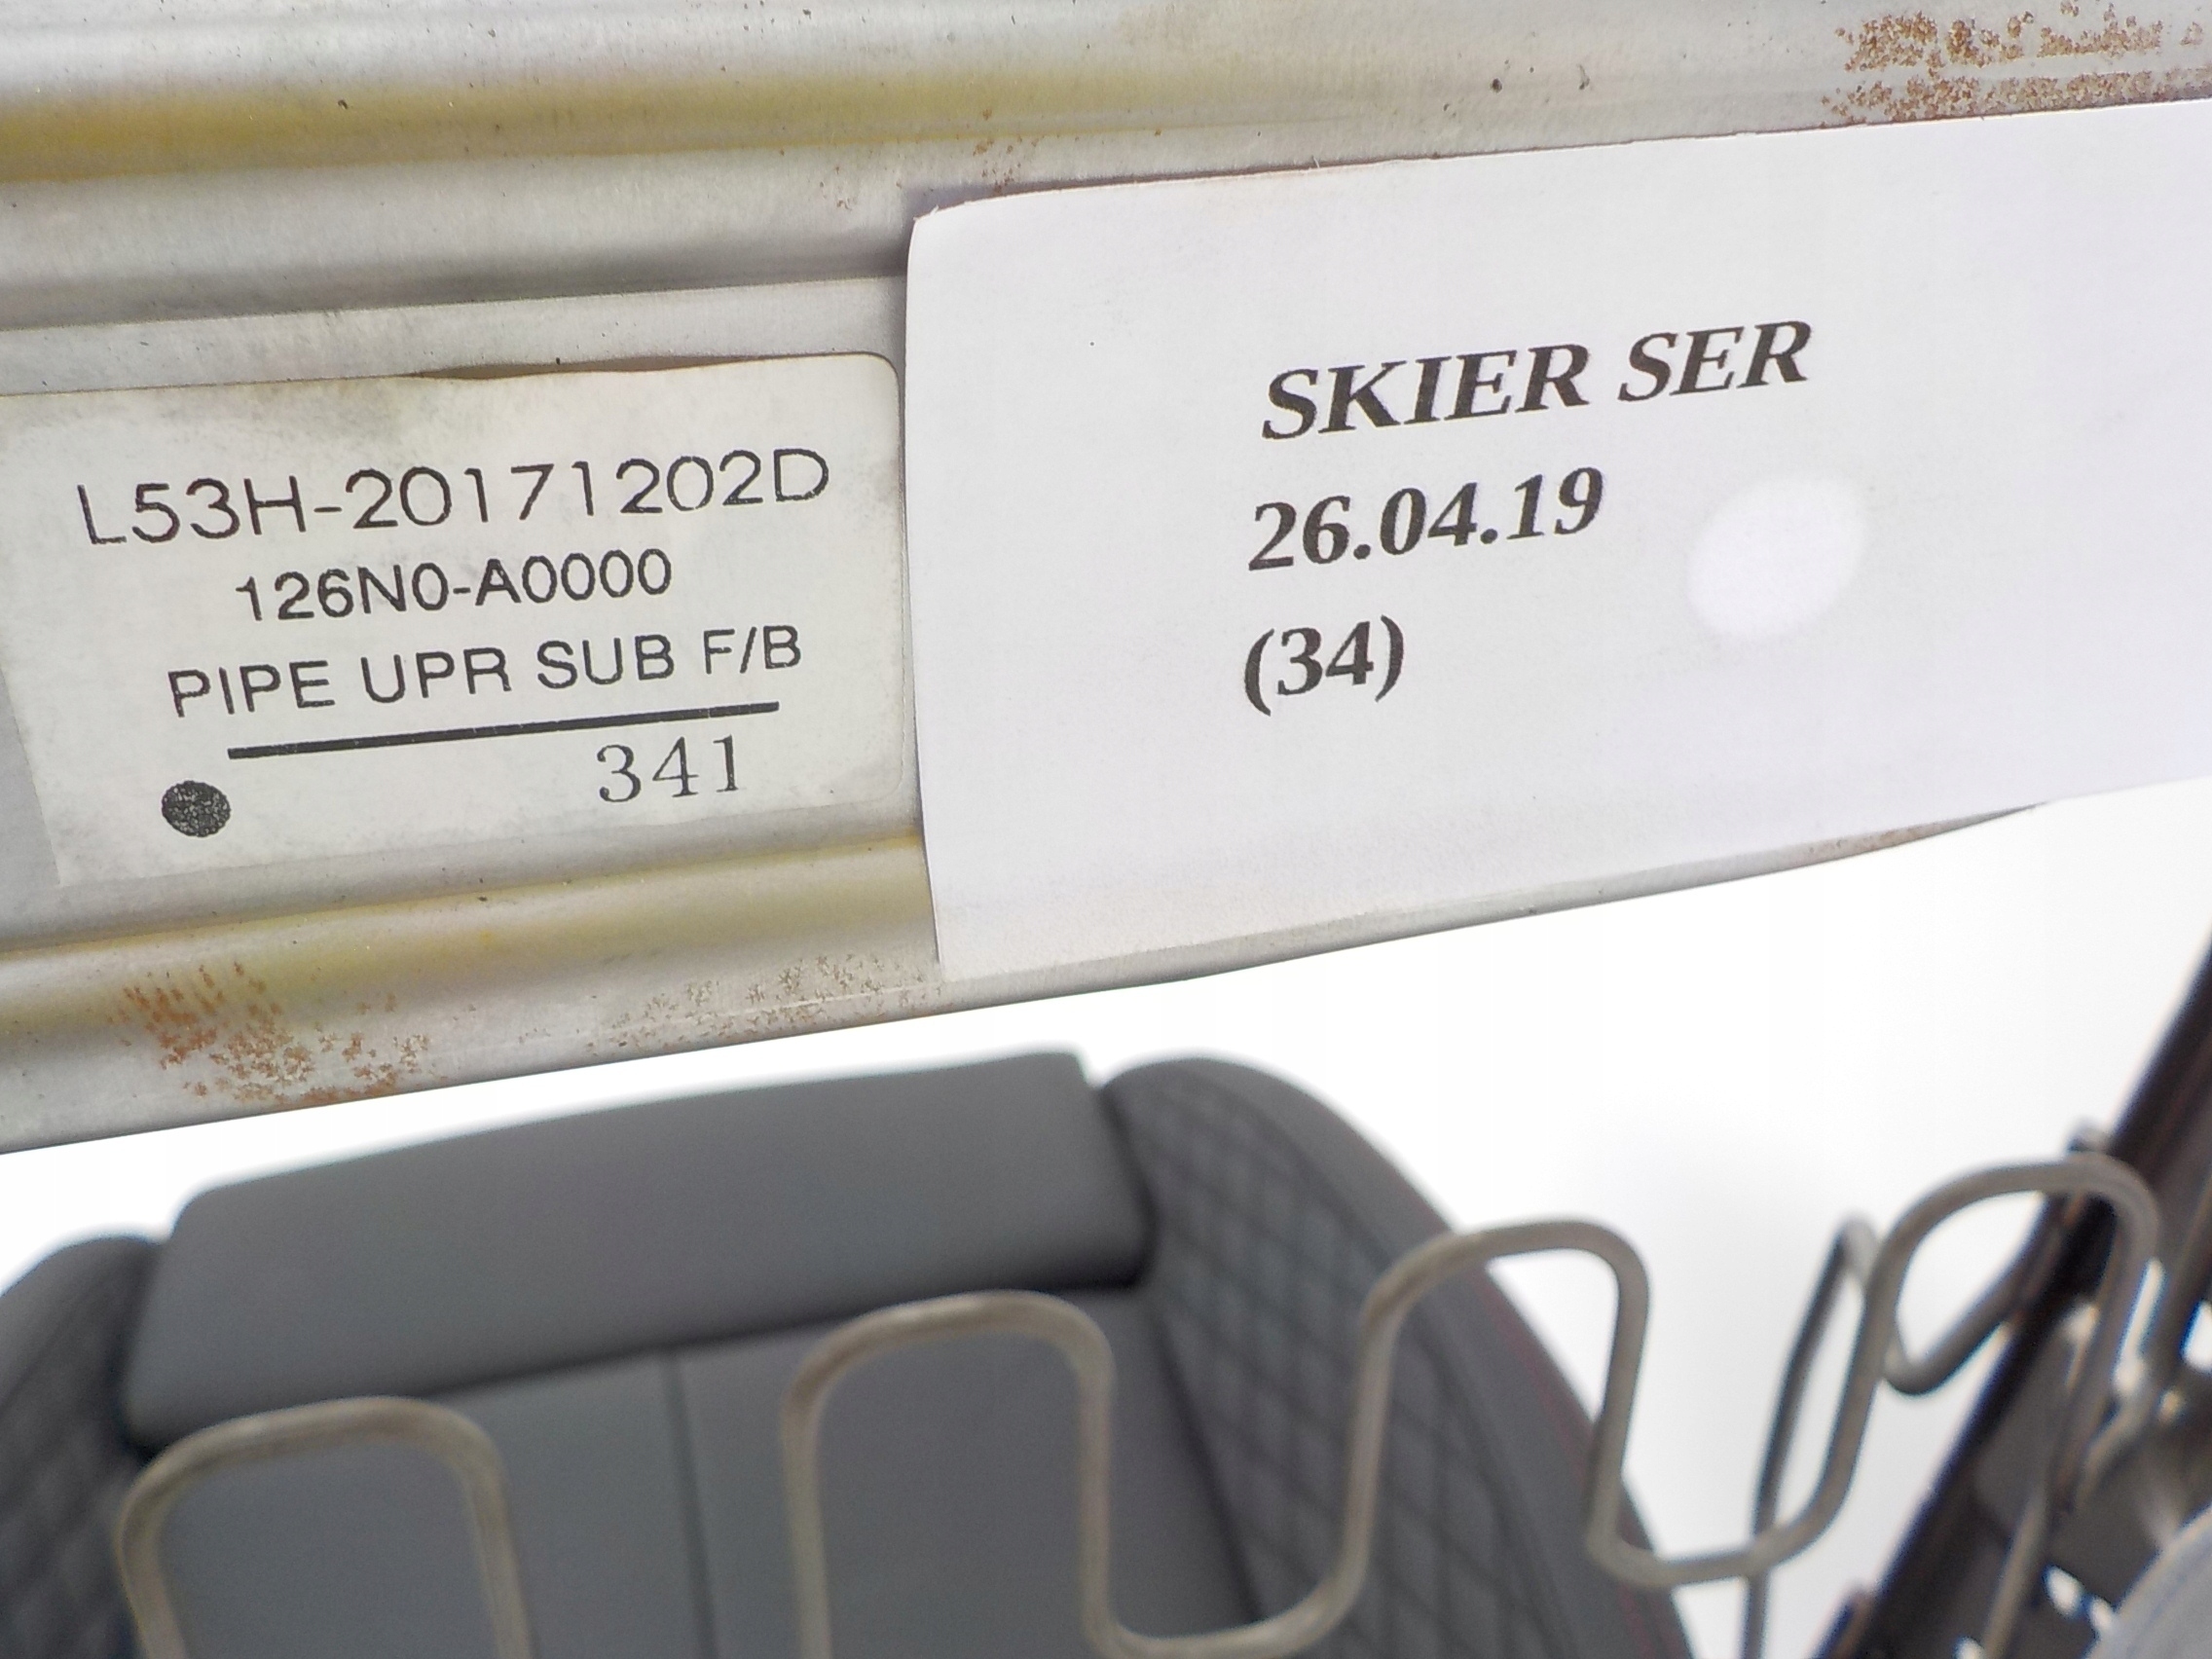 L53H-20171202D
126N0-A0000
PIPE UPR SUB F/B
341
SKIER SER
26.04.19
(34)